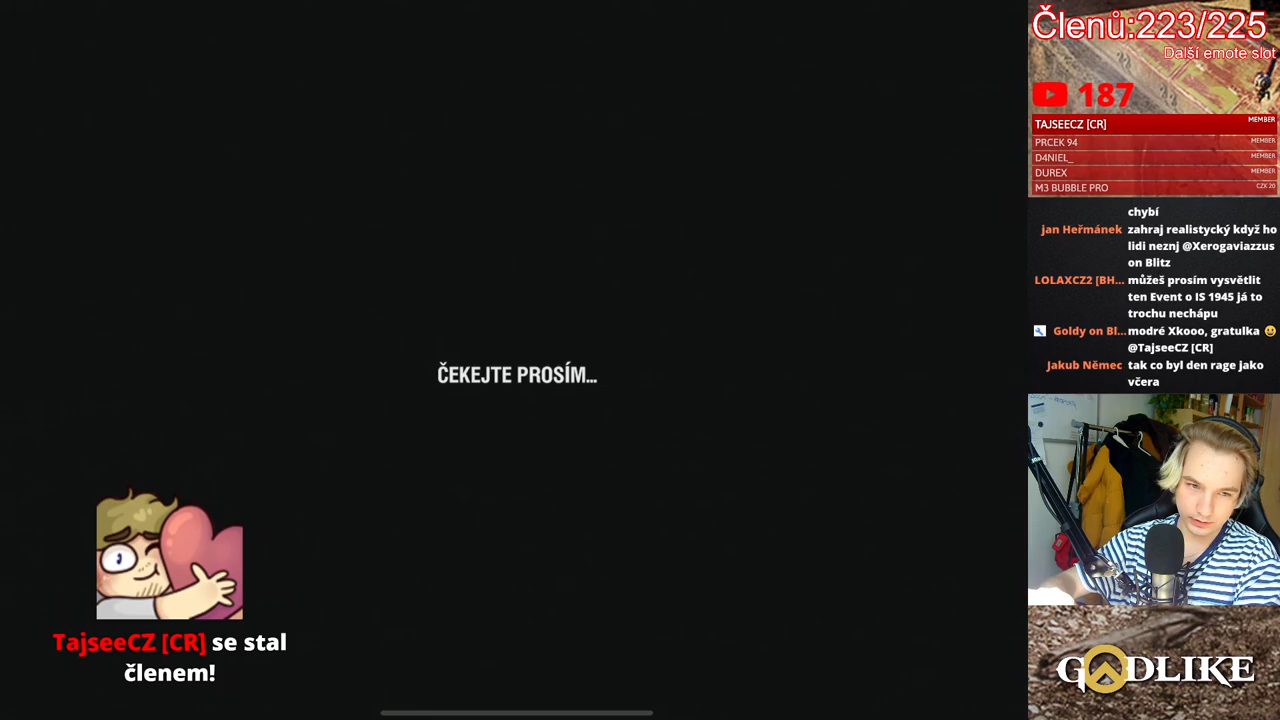 Členů:223/225
Další emote slot
187
TAJSEECZ [CR] MEMBER
PRCEK 94 MEMBER
D4NIEL_ MEMBER
DUREX MEMBER
M3 BUBBLE PRO CZK 20
chybí
jan Heřmánek zahraj realistycký když ho
lidi neznj @Xerogaviazzus
on Blitz
LOLAXCZ2 [BH... můžeš prosím vysvětlit
ten Event o IS 1945 já to
trochu nechápu
Goldy on Bl... modré Xkooo, gratulka 😀
@TajseeCZ [CR]
Jakub Němec tak co byl den rage jako
včera
ČEKEJTE PROSÍM...
TajseeCZ [CR] se stal
členem!
GODLIKE